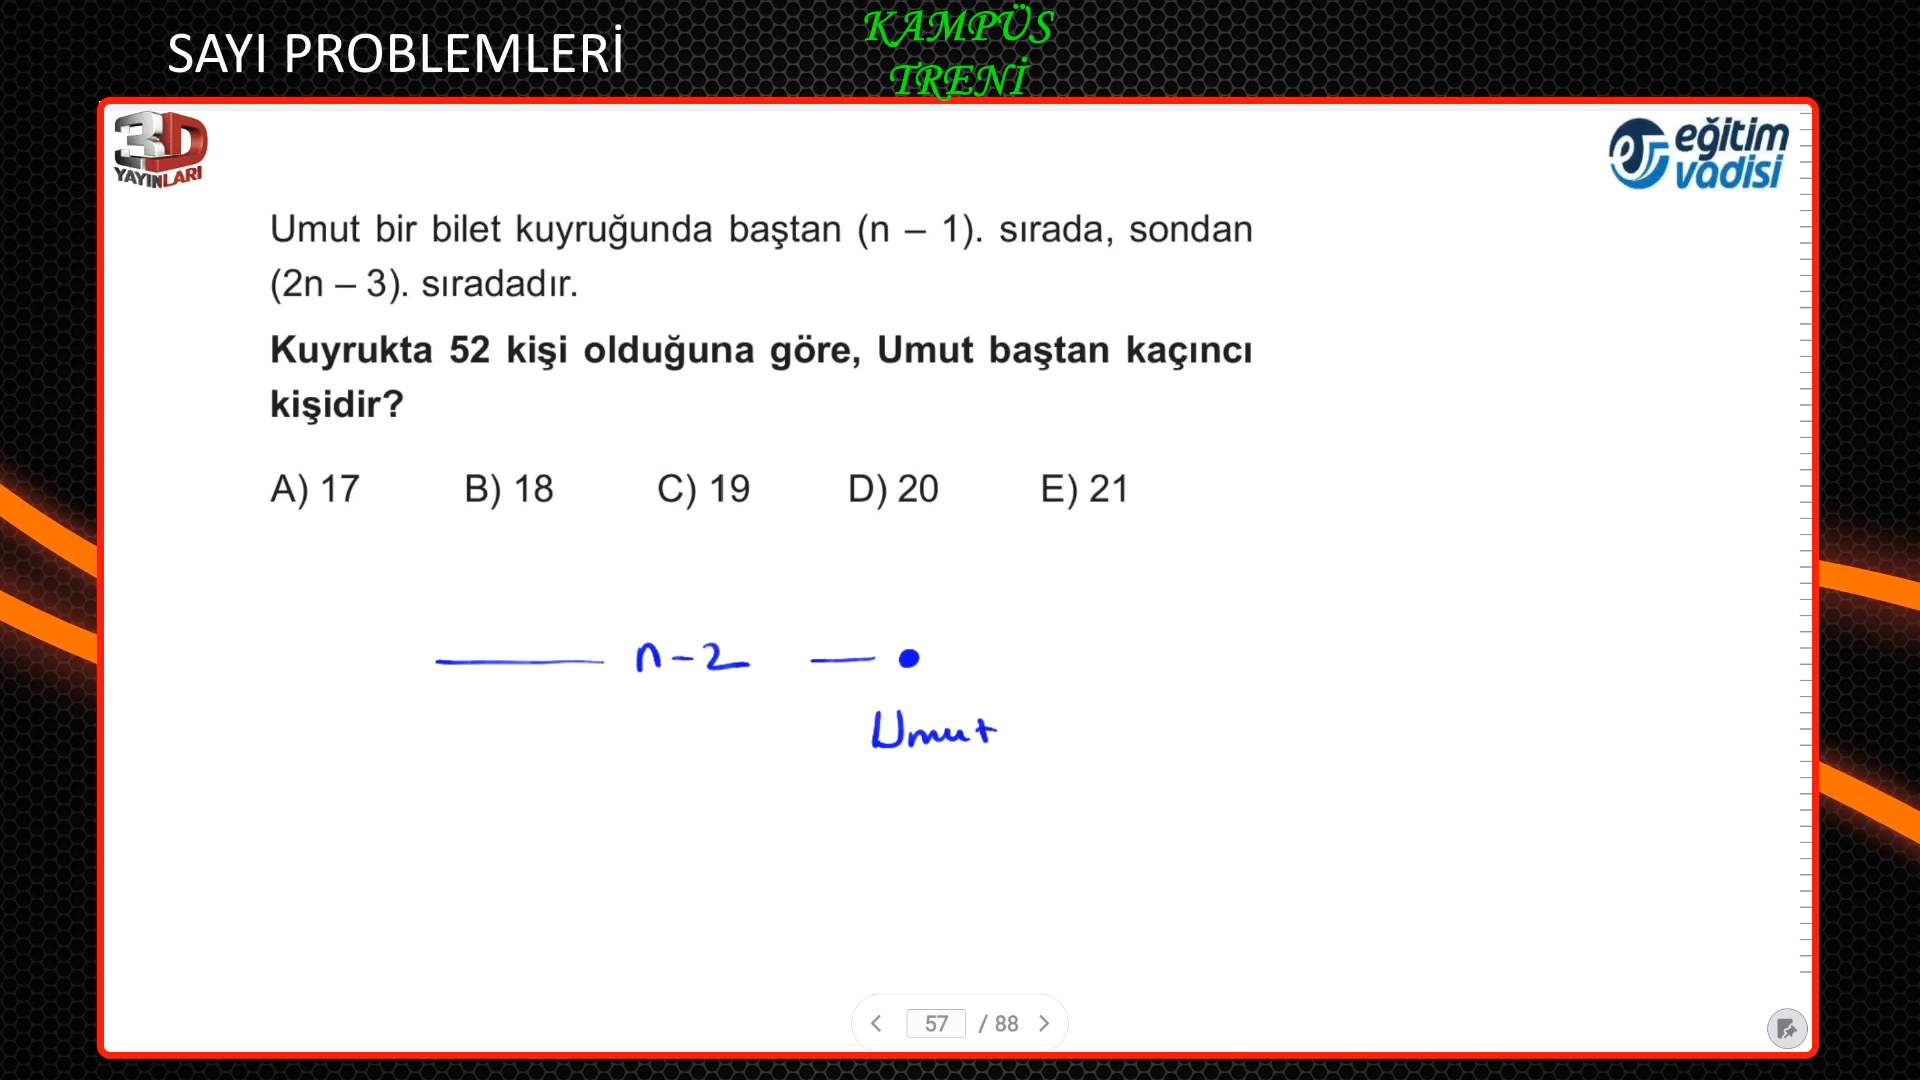 SAYI PROBLEMLERİ
KAMPÜS
TRENİ
3D
YAYINLARI
eğitim
vadisi
Umut bir bilet kuyruğunda baştan (n – 1). sırada, sondan
(2n – 3). sıradadır.
Kuyrukta 52 kişi olduğuna göre, Umut baştan kaçıncı
kişidir?
A) 17 B) 18 C) 19 D) 20 E) 21
n-2
Umut
57 / 88